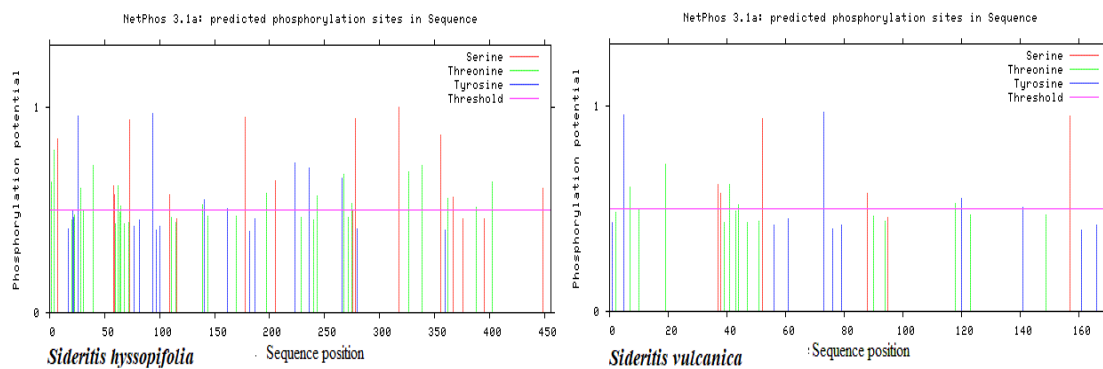 NetPhos 3.1a: predicted phosphorylation sites in Sequence
Serine
Threonine
Tyrosine
Threshold
Phosphorylation potential
1
0
0 50 100 150 200 250 300 350 400 450
Sideritis hyssopifolia
Sequence position
NetPhos 3.1a: predicted phosphorylation sites in Sequence
Serine
Threonine
Tyrosine
Threshold
Phosphorylation potential
1
0
0 20 40 60 80 100 120 140 160
Sideritis vulcanica
:Sequence position